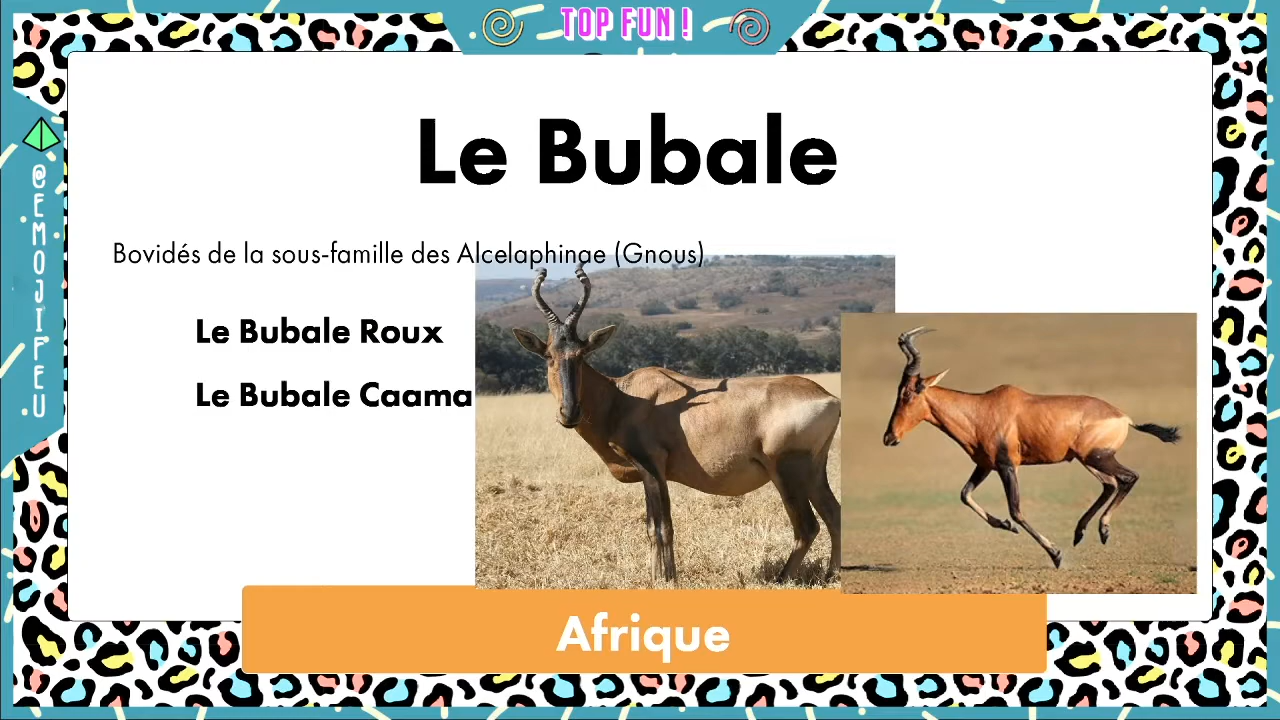 TOP FUN !
@EMOJIFEU
Le Bubale
Bovidés de la sous-famille des Alcelaphinae (Gnous)
Le Bubale Roux
Le Bubale Caama
Afrique